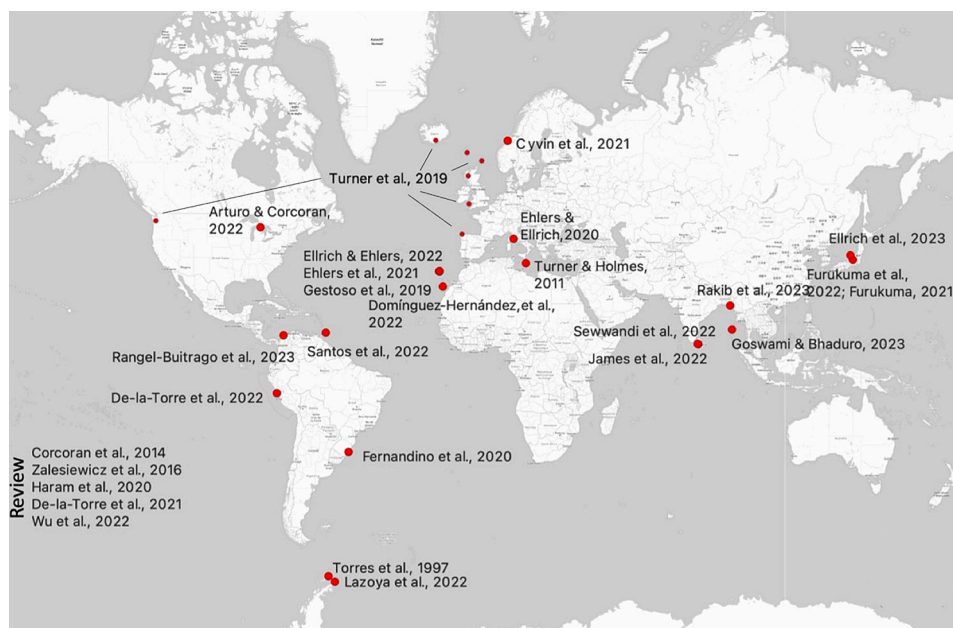 Cyvin et al., 2021
Turner et al., 2019
Arturo & Corcoran,
2022
Ehlers &
Ellrich,2020
Ellrich et al., 2023
Ellrich & Ehlers, 2022
Ehlers et al., 2021
Gestoso et al., 2019
Turner & Holmes,
2011
Furukuma et al.,
2022; Furukuma, 2021
Rakib et al., 2023
Domínguez-Hernández,et al.,
2022
Sewwandi et al., 2022
James et al., 2022
Goswami & Bhaduro, 2023
Rangel-Buitrago et al., 2023
Santos et al., 2022
De-la-Torre et al., 2022
Fernandino et al., 2020
Review
Corcoran et al., 2014
Zalesiewicz et al., 2016
Haram et al., 2020
De-la-Torre et al., 2021
Wu et al., 2022
Torres et al., 1997
Lazoya et al., 2022